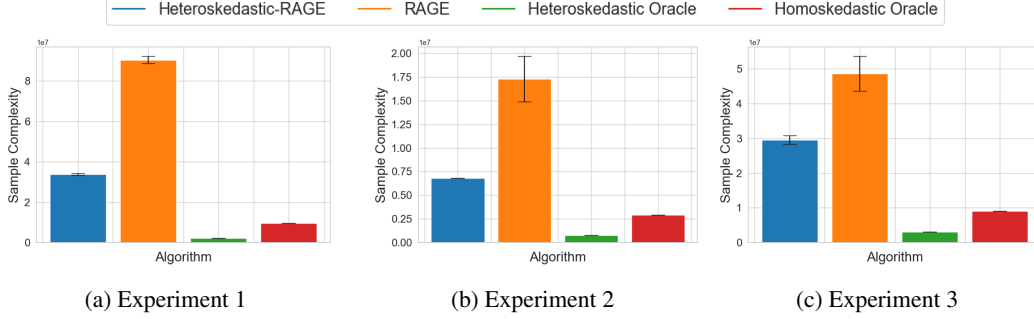 Heteroskedastic-RAGE RAGE Heteroskedastic Oracle Homoskedastic Oracle
1e7
8
6
4
2
0
Sample Complexity
Algorithm
(a) Experiment 1
1e7
2.00
1.75
1.50
1.25
1.00
0.75
0.50
0.25
0.00
Sample Complexity
Algorithm
(b) Experiment 2
1e7
5
4
3
2
1
0
Sample Complexity
Algorithm
(c) Experiment 3